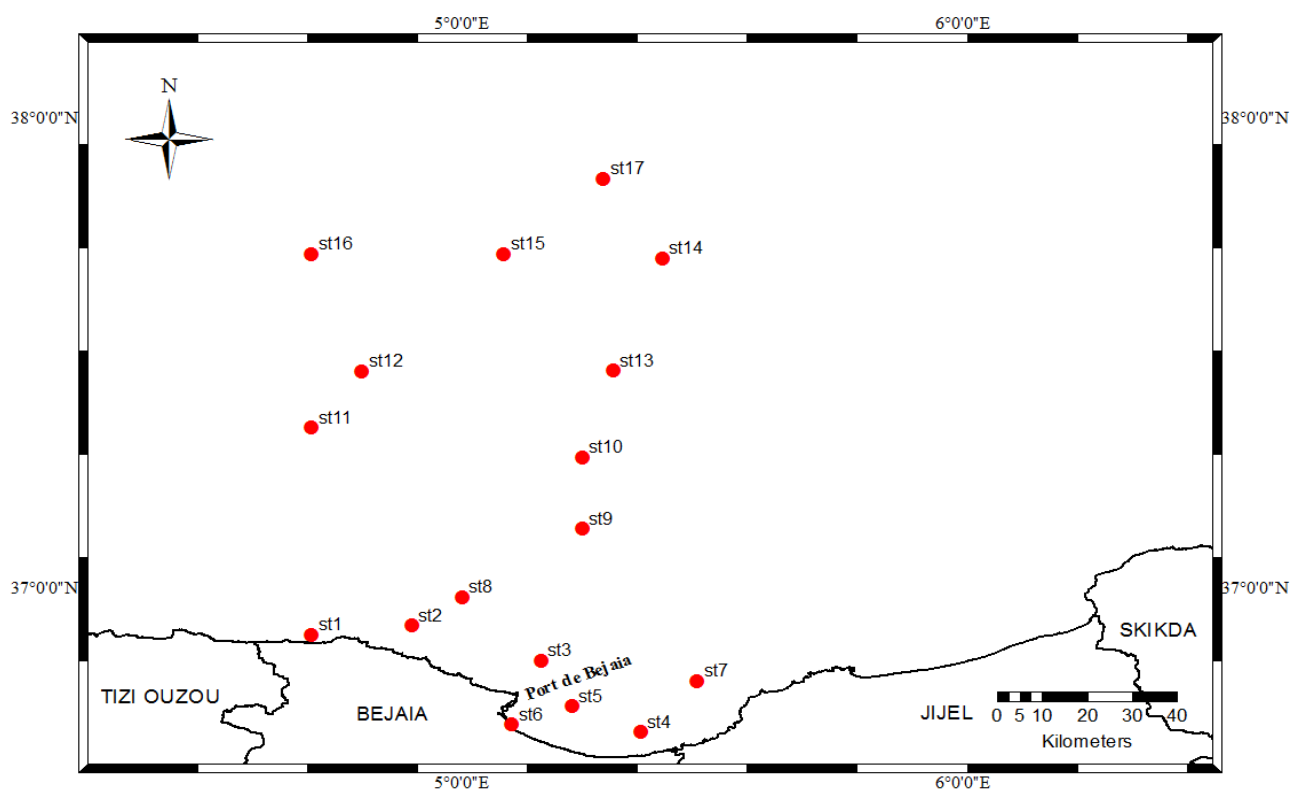 5°0'0"E 6°0'0"E
N
38°0'0"N 38°0'0"N
st17
st16 st15 st14
st12 st13
st11
st10
st9
37°0'0"N 37°0'0"N
st8
st2
st1
SKIKDA
st3
Port de Bejaia
st7
TIZI OUZOU
st5
BEJAIA
JIJEL
0 5 10 20 30 40
st6 st4
Kilometers
5°0'0"E 6°0'0"E